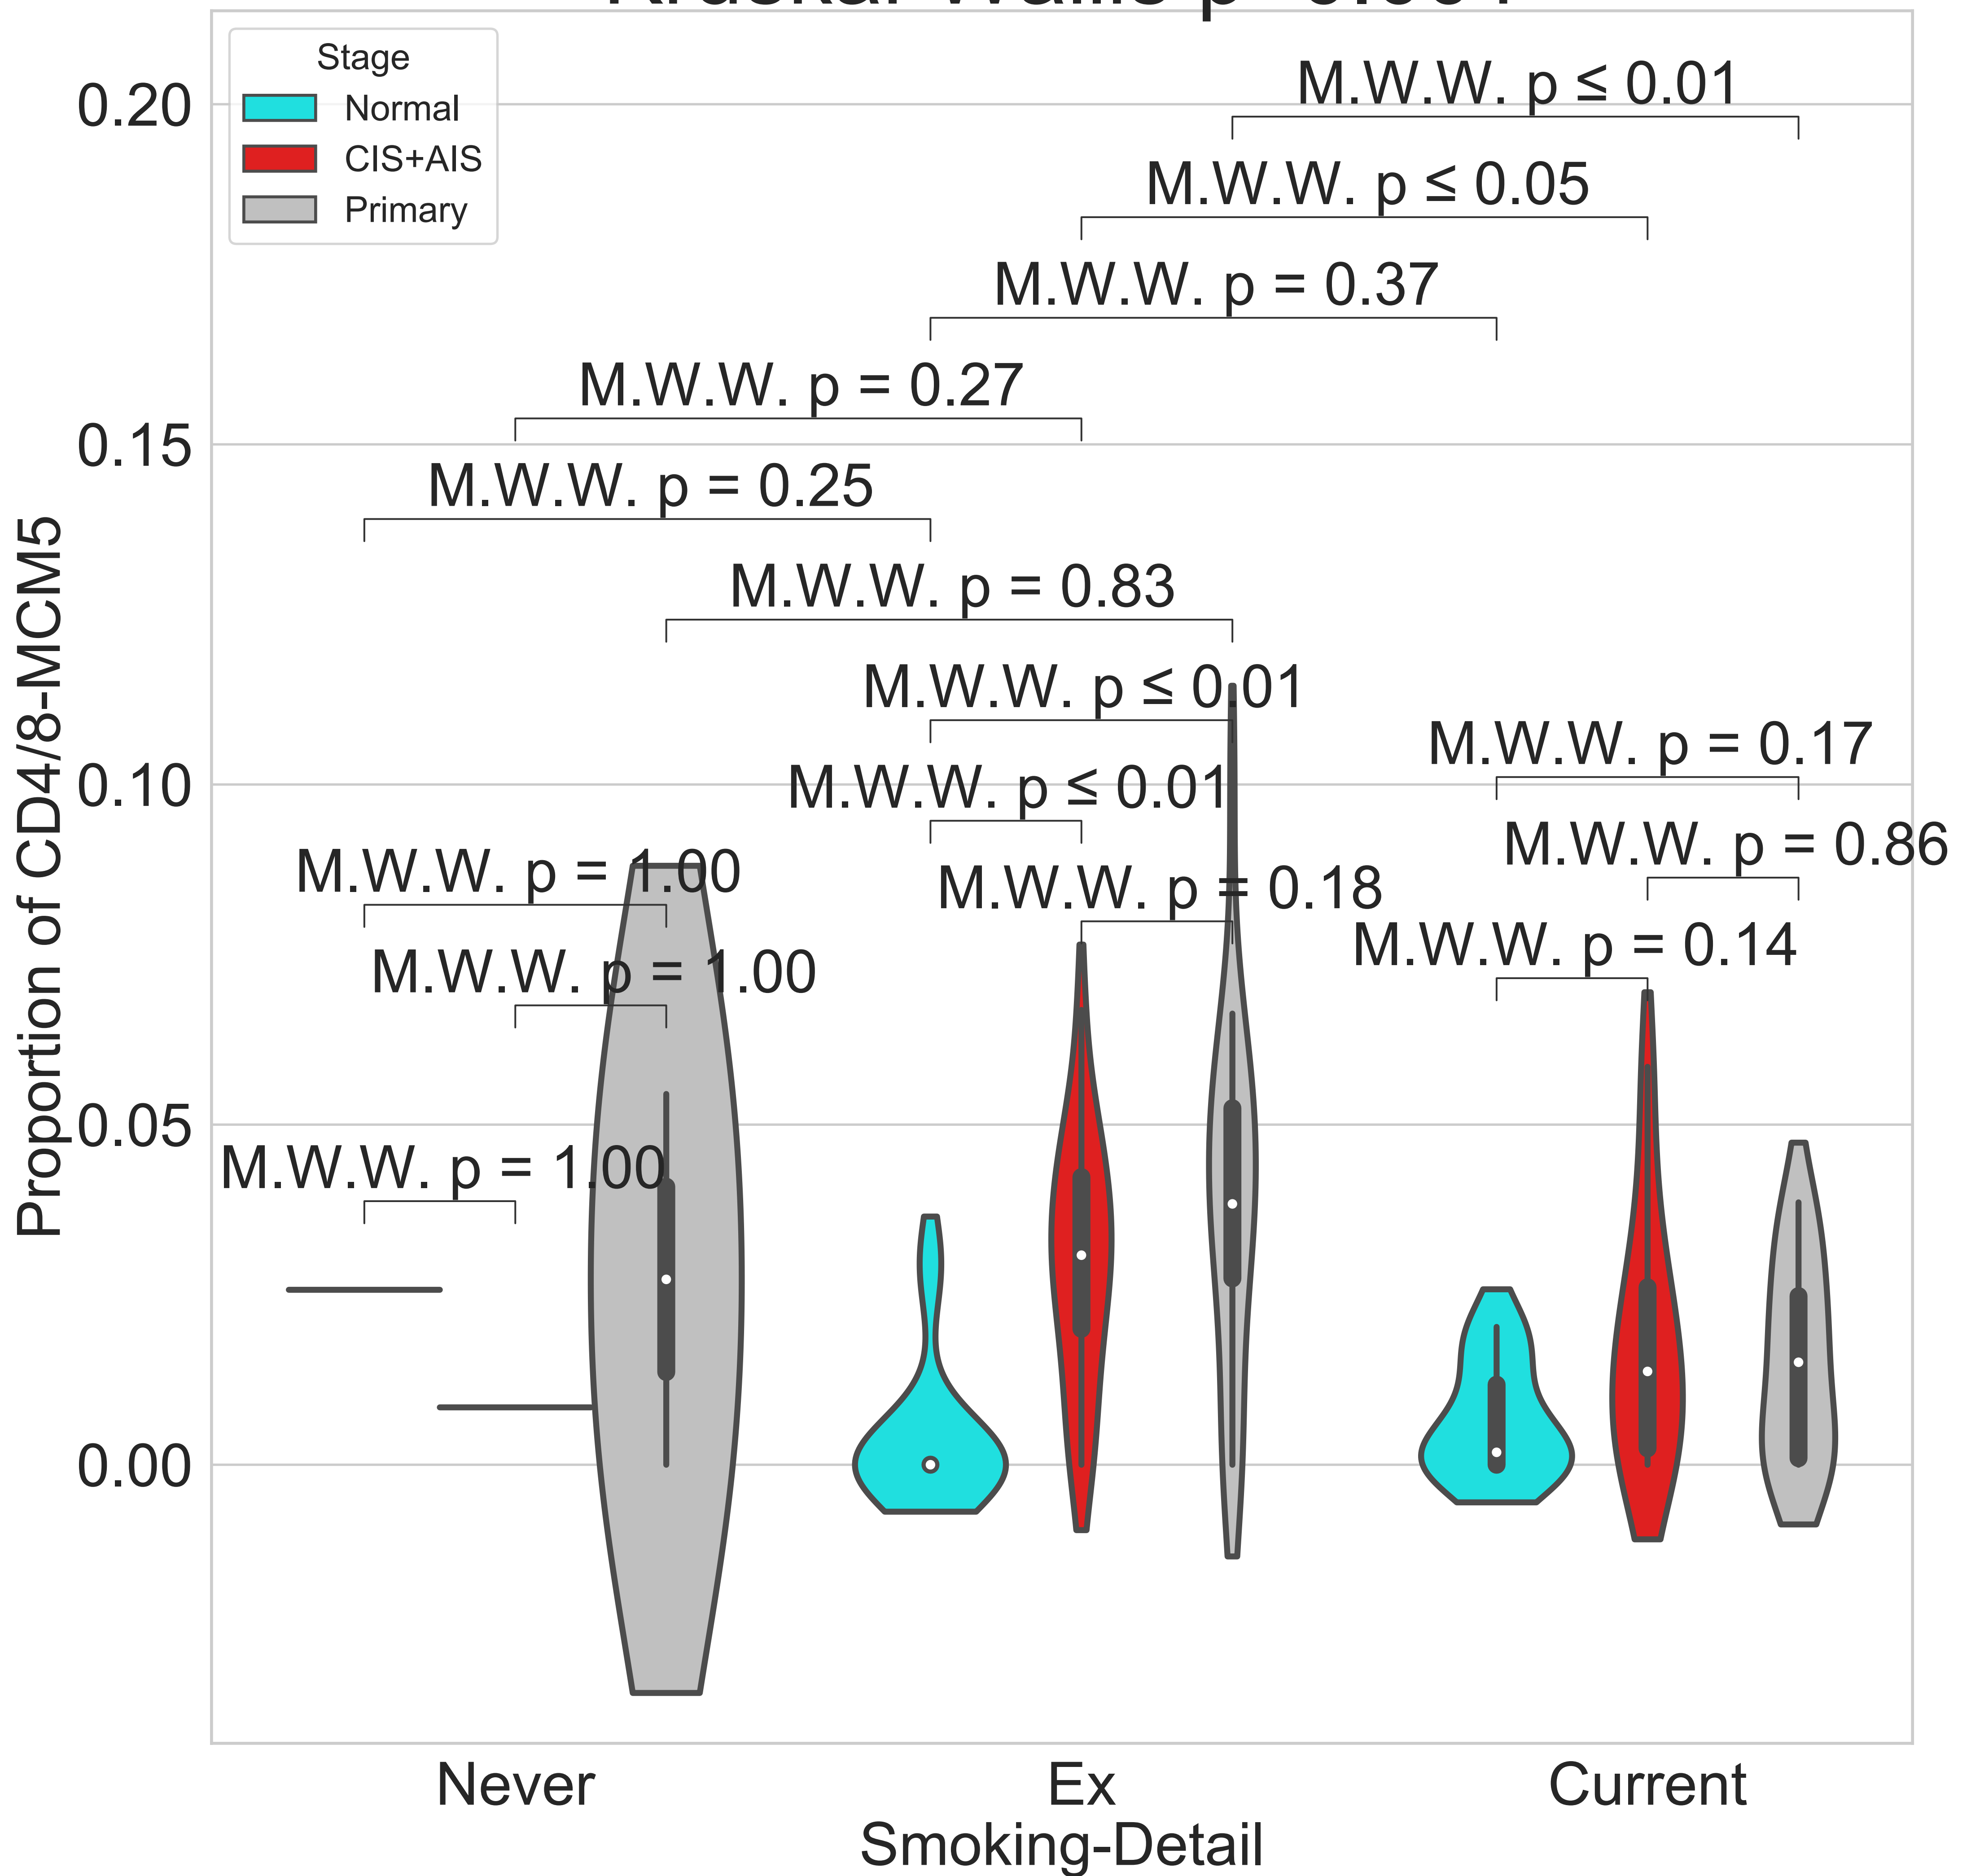 Stage
Normal
CIS+AIS
Primary
0.20
0.15
0.10
0.05
0.00
Proportion of CD4/8-MCM5
M.W.W. p ≤ 0.01
M.W.W. p ≤ 0.05
M.W.W. p = 0.37
M.W.W. p = 0.27
M.W.W. p = 0.25
M.W.W. p = 0.83
M.W.W. p ≤ 0.01
M.W.W. p = 0.17
M.W.W. p ≤ 0.01
M.W.W. p = 0.86
M.W.W. p = 1.00
M.W.W. p = 0.18
M.W.W. p = 0.14
M.W.W. p = 1.00
M.W.W. p = 1.00
Never
Ex
Current
Smoking-Detail